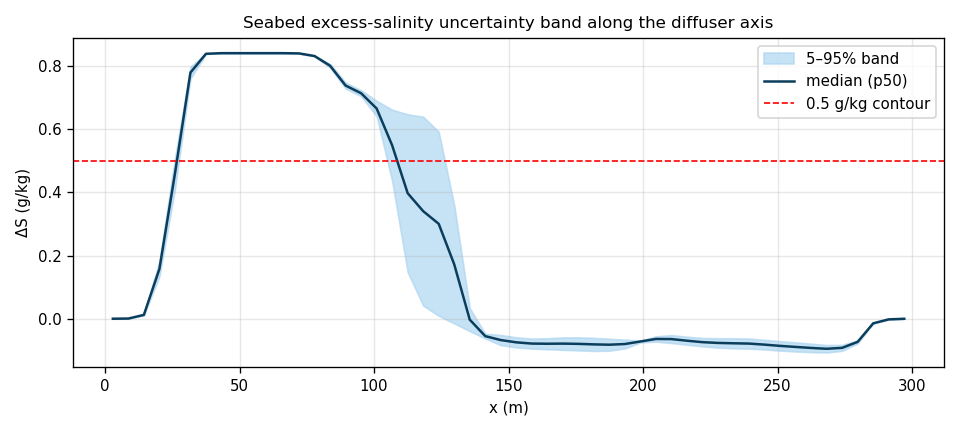 Seabed excess-salinity uncertainty band along the diffuser axis
5–95% band
median (p50)
0.5 g/kg contour
ΔS (g/kg)
0.8
0.6
0.4
0.2
0.0
0 50 100 150 200 250 300
x (m)